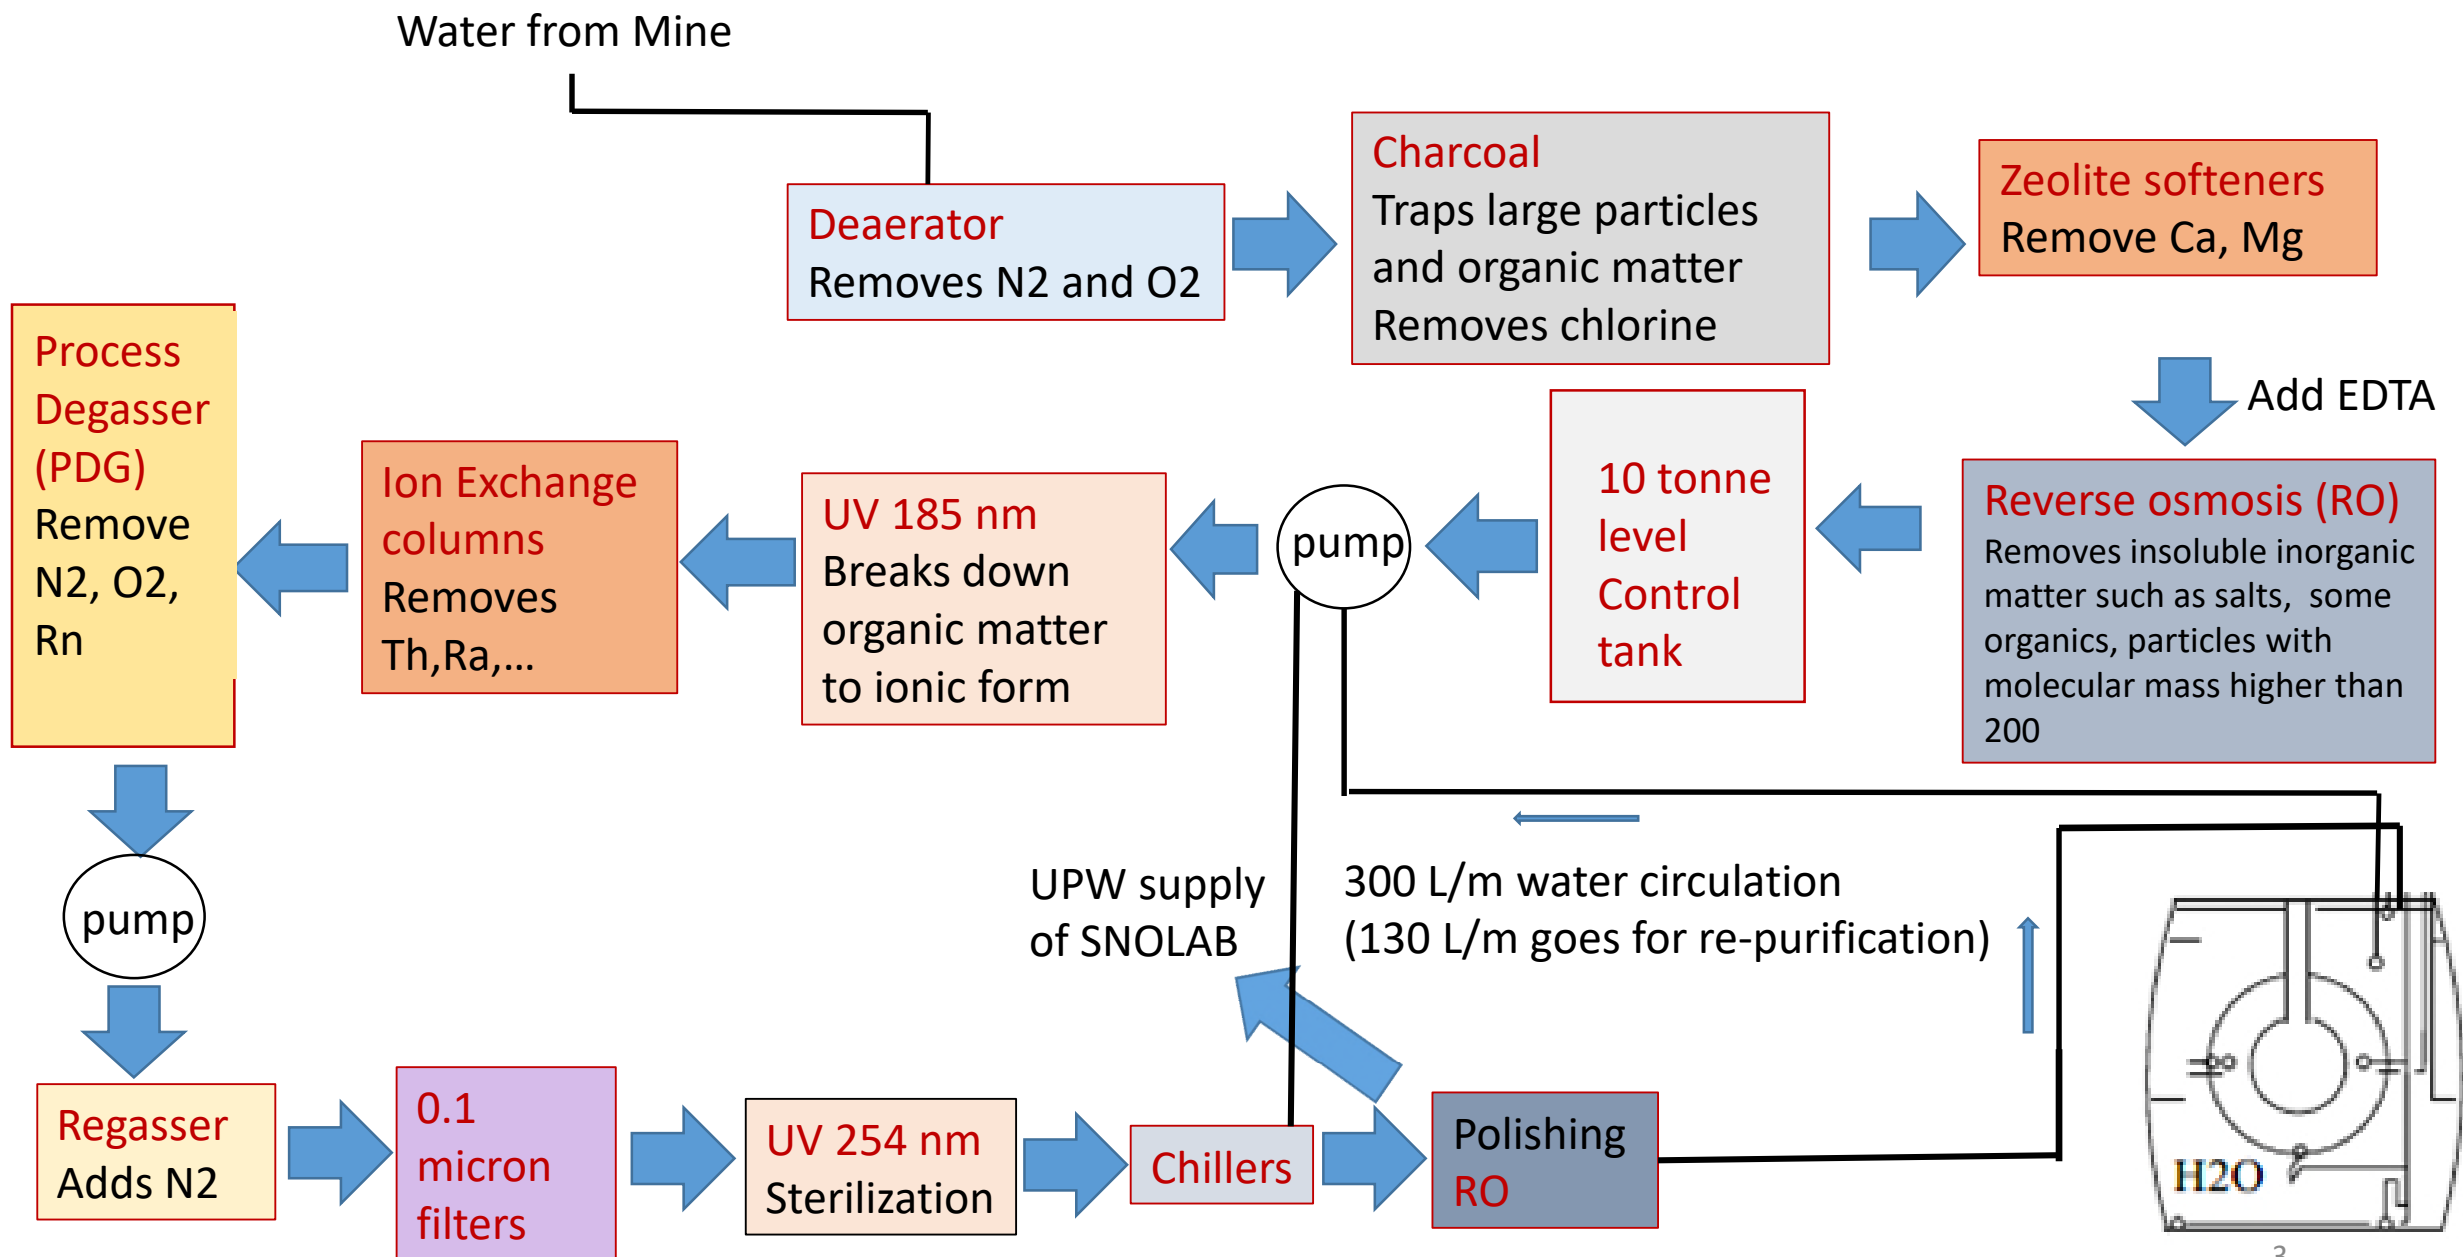 Water from Mine
Deaerator
Removes N2 and O2
Charcoal
Traps large particles
and organic matter
Removes chlorine
Zeolite softeners
Remove Ca, Mg
Add EDTA
Reverse osmosis (RO)
Removes insoluble inorganic
matter such as salts, some
organics, particles with
molecular mass higher than
200
10 tonne
level
Control
tank
pump
UV 185 nm
Breaks down
organic matter
to ionic form
Ion Exchange
columns
Removes
Th,Ra,...
Process
Degasser
(PDG)
Remove
N2, O2,
Rn
pump
Regasser
Adds N2
0.1
micron
filters
UV 254 nm
Sterilization
Chillers
Polishing
RO
UPW supply
of SNOLAB
300 L/m water circulation
(130 L/m goes for re-purification)
H2O
3